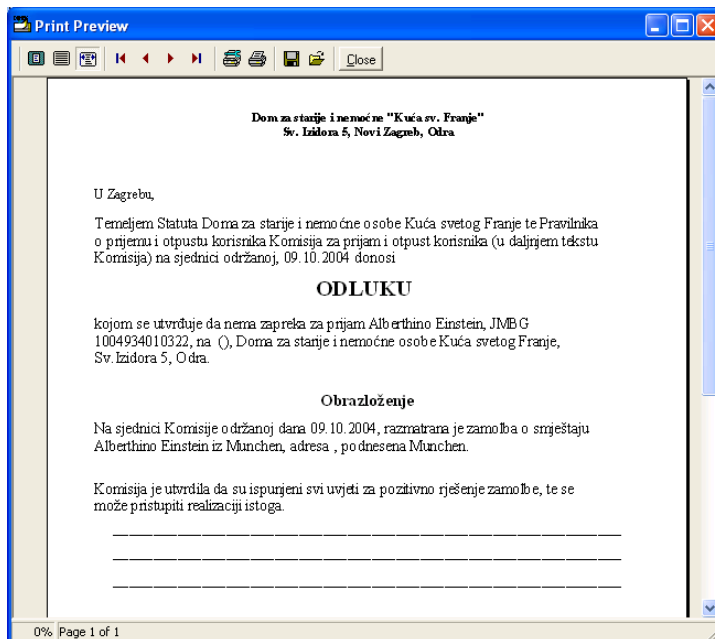 Print Preview
Close
Dom za starije i nemoćne "Kuća sv. Franje"
Sv. Izidora 5, Novi Zagreb, Odra
U Zagrebu,
Temeljem Statuta Doma za starije i nemoćne osobe Kuća svetog Franje te Pravilnika
o prijemu i otpustu korisnika Komisija za prijam i otpust korisnika (u daljnjem tekstu
Komisija) na sjednici održanoj, 09.10.2004 donosi
ODLUKU
kojom se utvrđuje da nema zapreka za prijam Alberthino Einstein, JMBG
1004934010322, na (), Doma za starije i nemoćne osobe Kuća svetog Franje,
Sv. Izidora 5, Odra.
Obrazloženje
Na sjednici Komisije održanoj dana 09.10.2004, razmatrana je zamolba o smještaju
Alberthino Einstein iz Munchen, adresa , podnesena Munchen.
Komisija je utvrdila da su ispunjeni svi uvjeti za pozitivno rješenje zamolbe, te se
može pristupiti realizaciji istoga.
0% Page 1 of 1